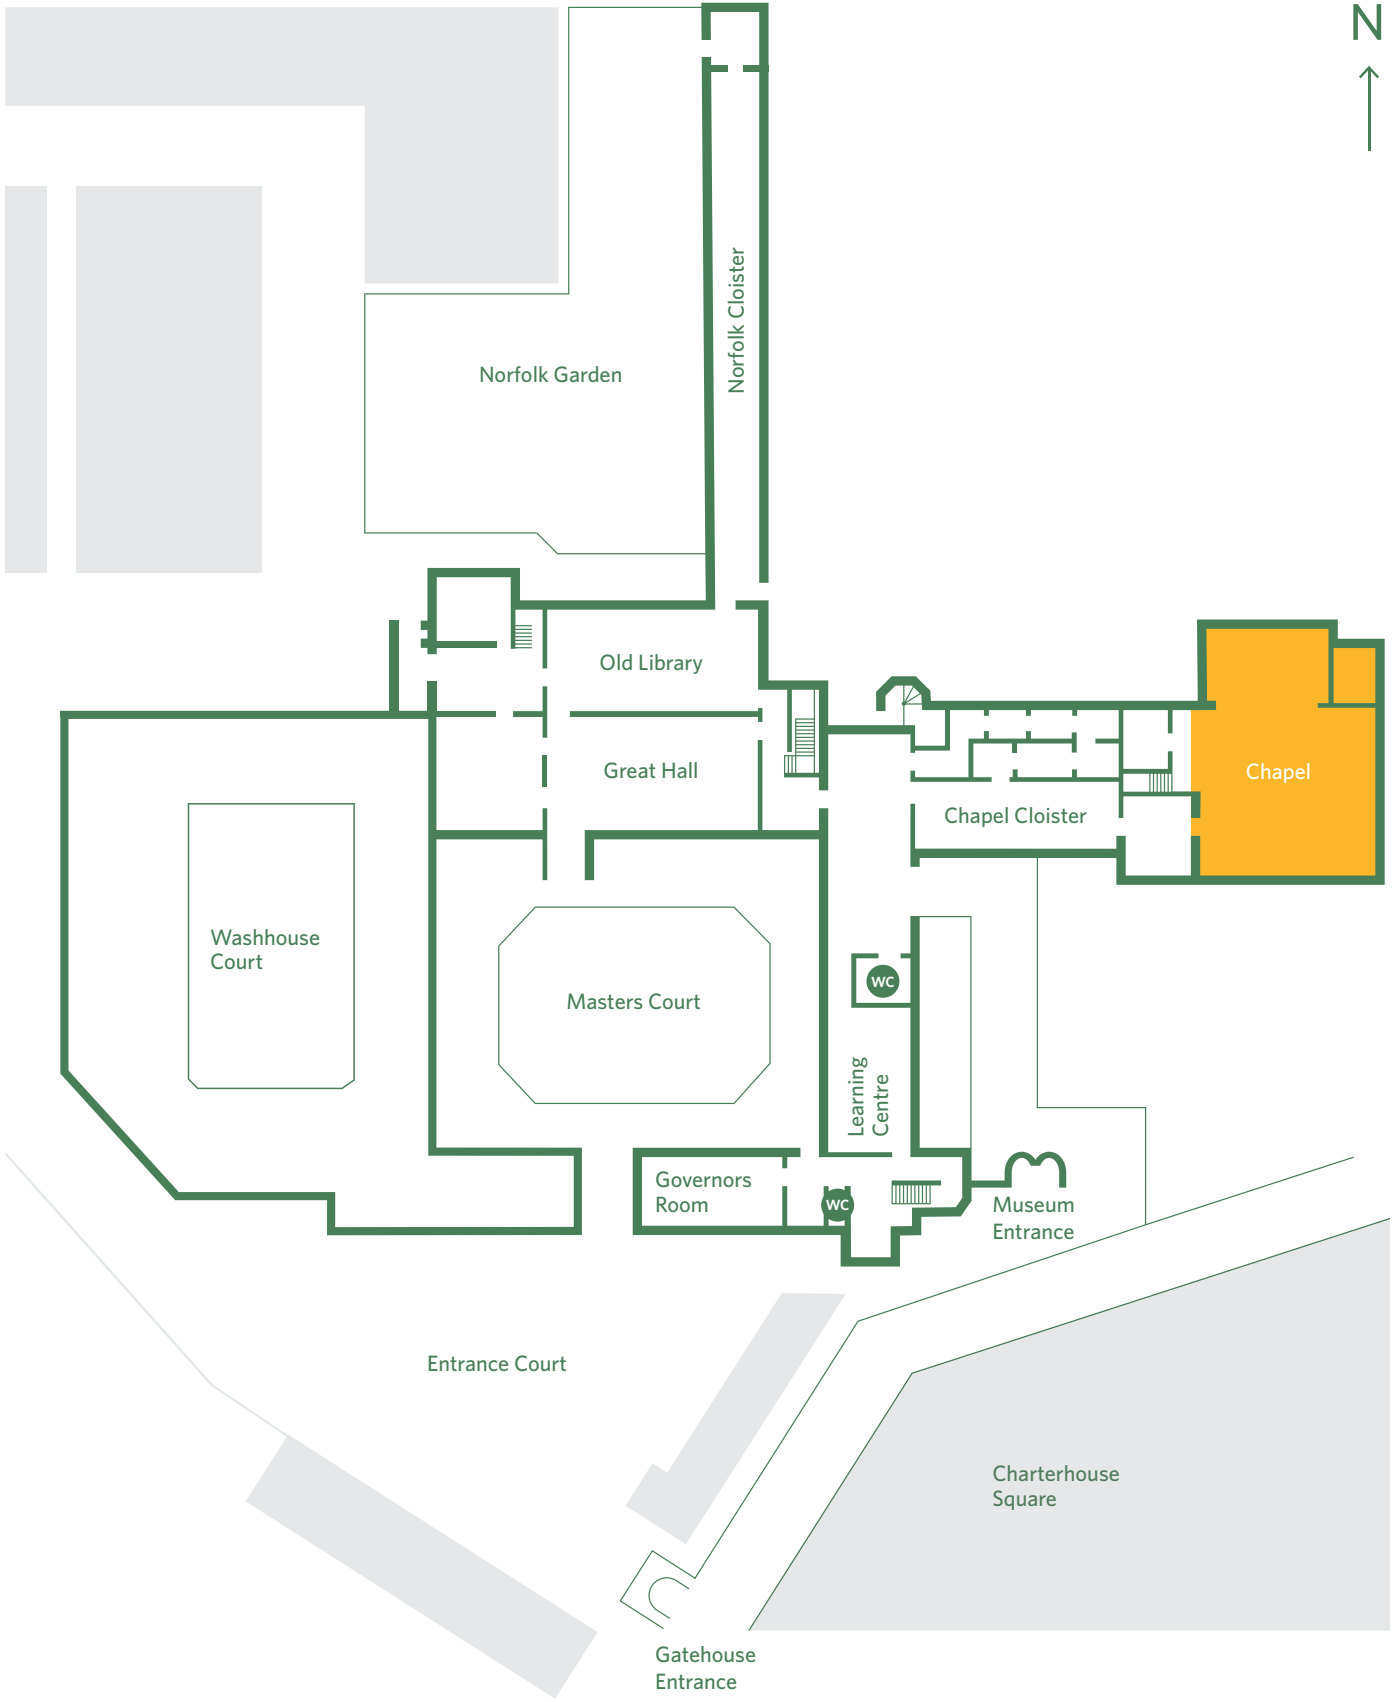 N
Norfolk Cloister
Norfolk Garden
Old Library
Great Hall
Chapel
Chapel Cloister
Washhouse
Court
Masters Court
WC
Learning
Centre
Governors
Room
WC
Museum
Entrance
Entrance Court
Charterhouse
Square
Gatehouse
Entrance